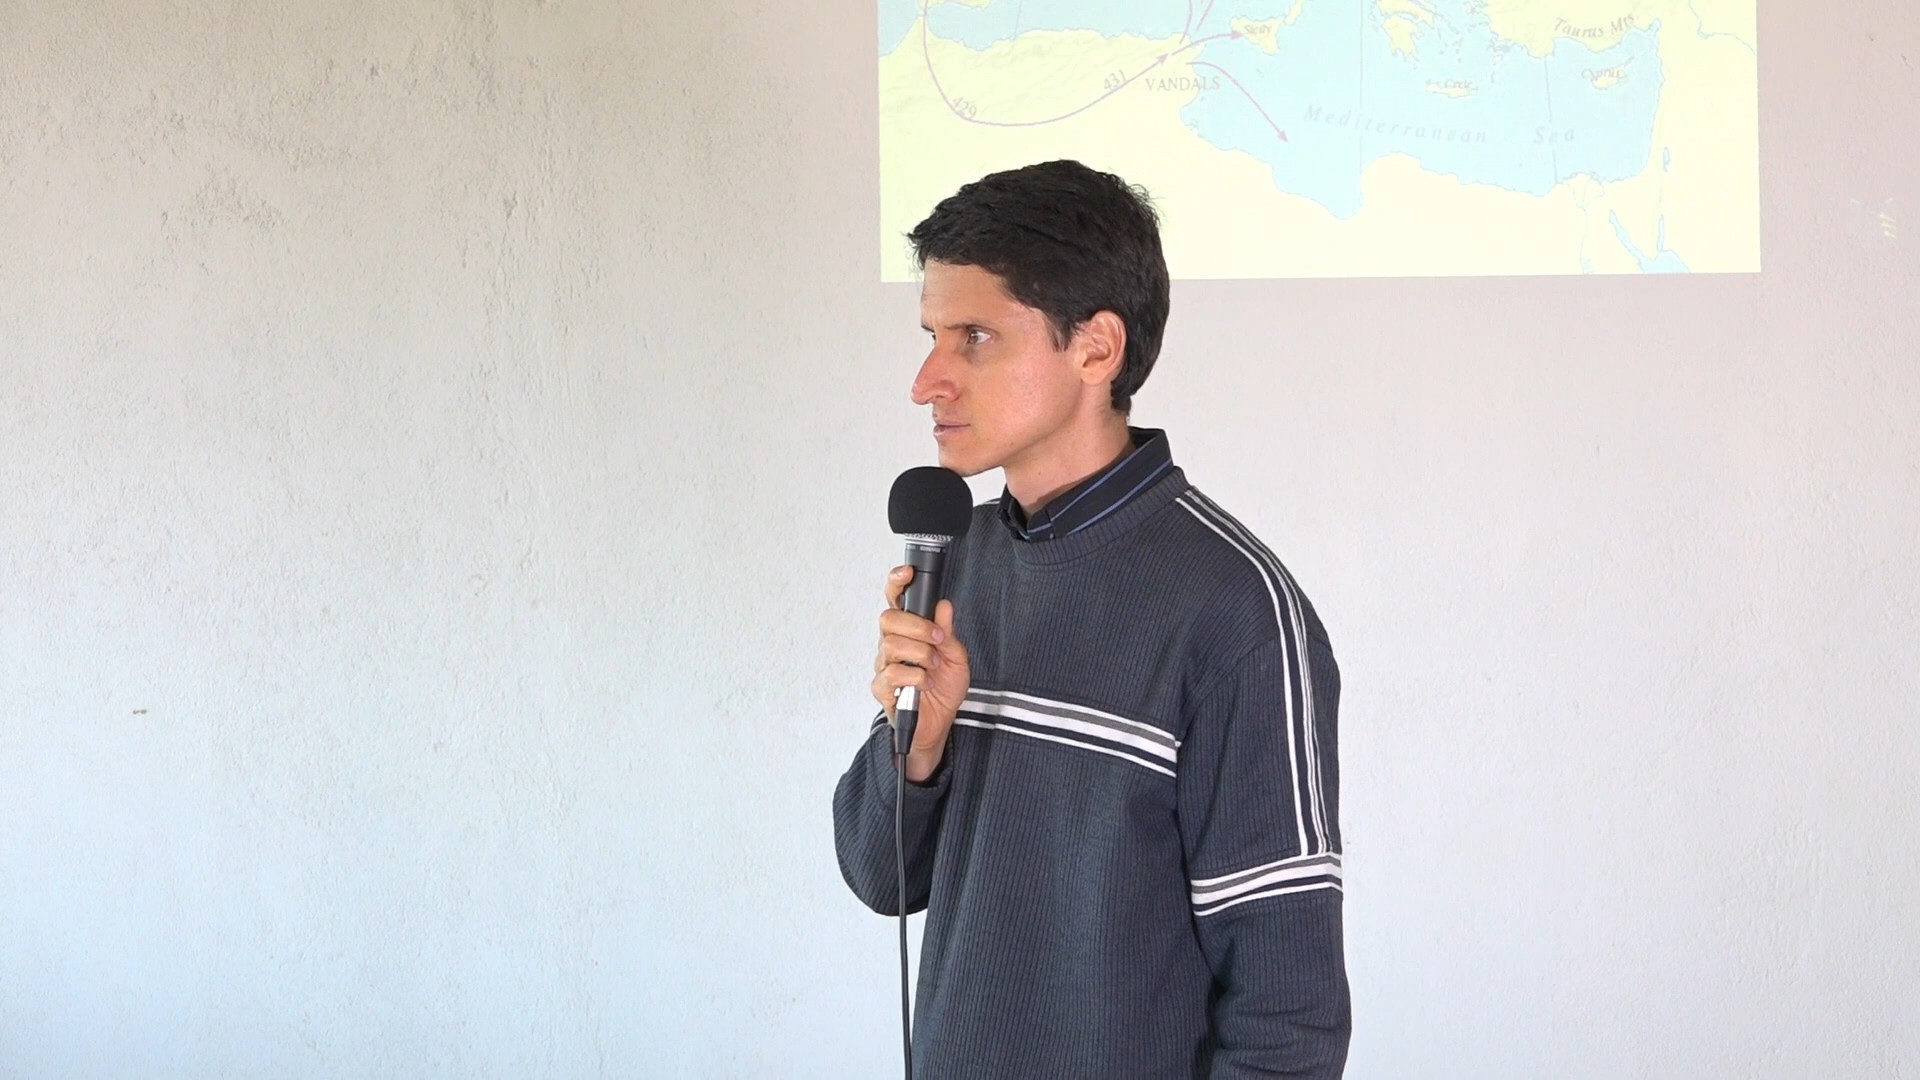 Taurus Mts.
Sicily
Cyprus
431
VANDALS
Crete
429
Mediterranean Sea